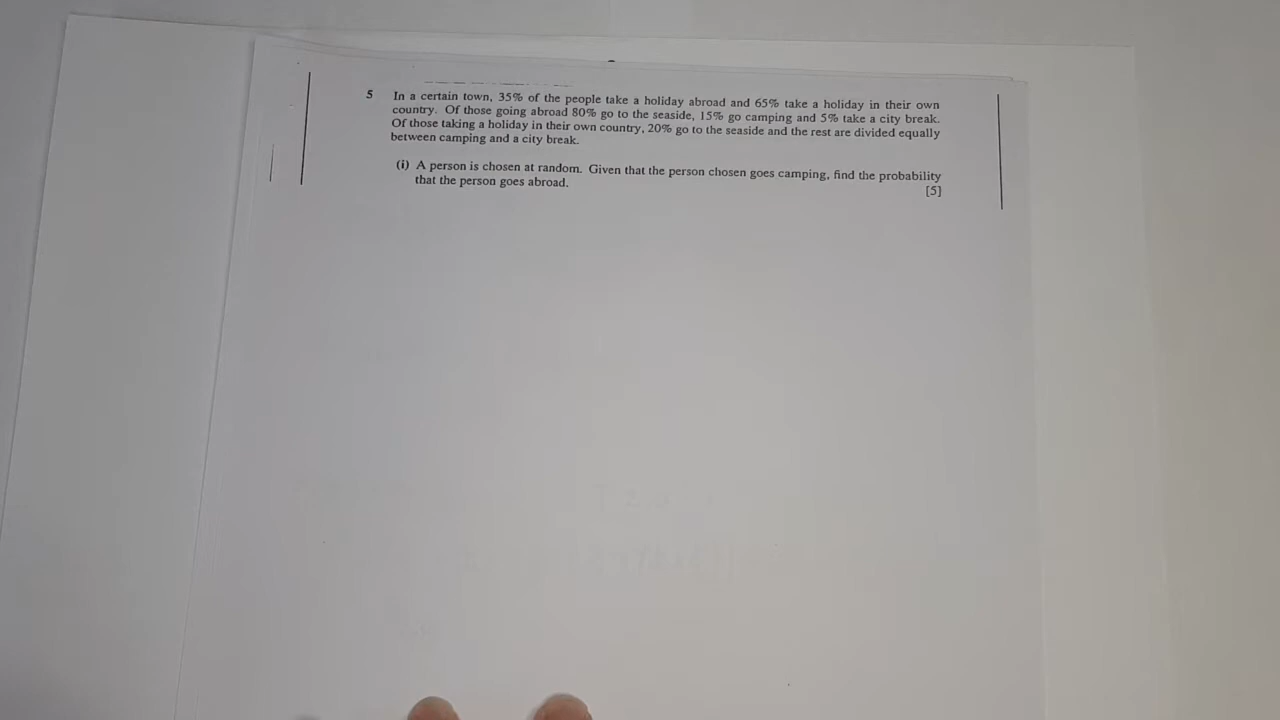 5 In a certain town, 35% of the people take a holiday abroad and 65% take a holiday in their own
country. Of those going abroad 80% go to the seaside, 15% go camping and 5% take a city break.
Of those taking a holiday in their own country, 20% go to the seaside and the rest are divided equally
between camping and a city break.
(i) A person is chosen at random. Given that the person chosen goes camping, find the probability
that the person goes abroad.
[5]